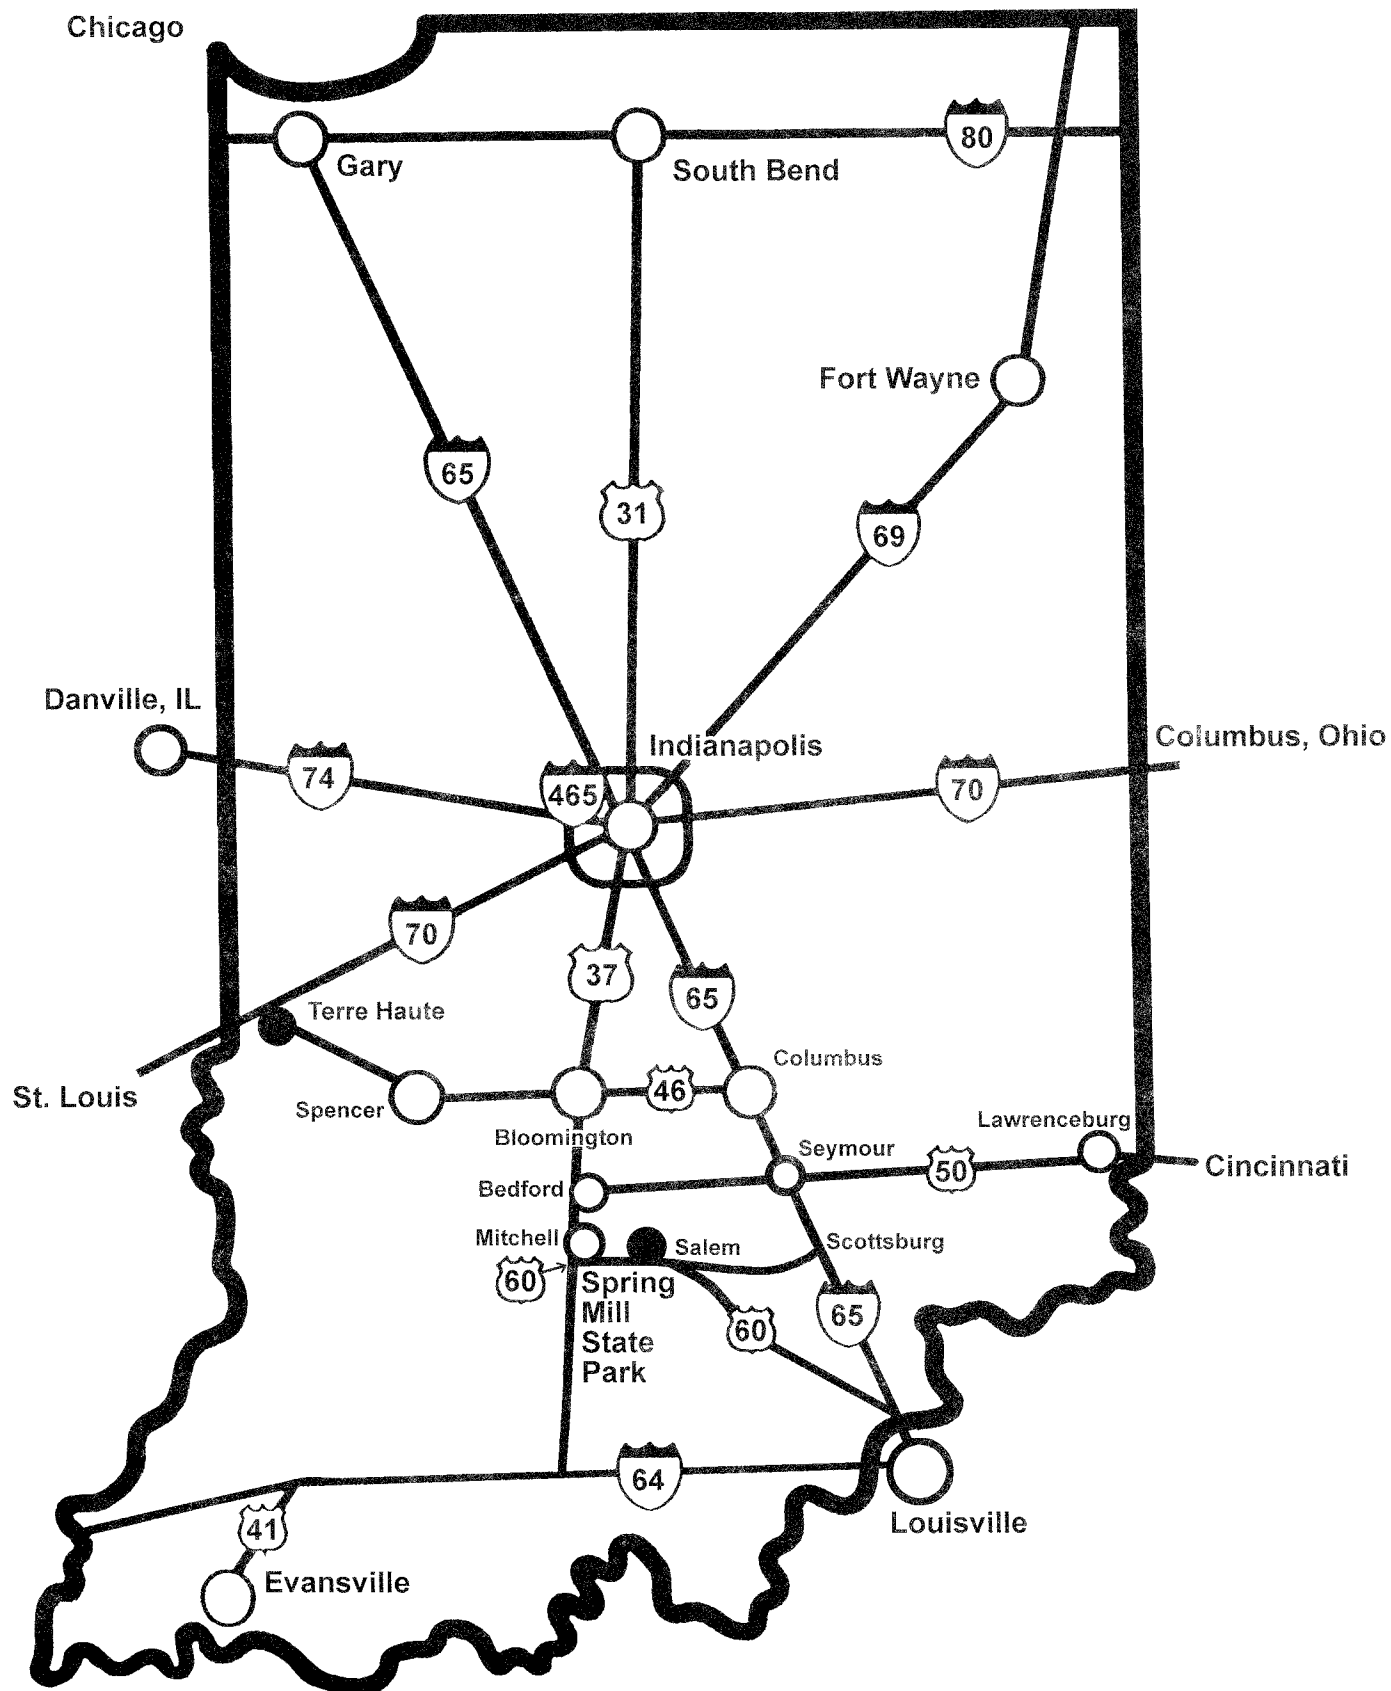 Chicago
80
Gary
South Bend
Fort Wayne
65
31
69
Danville, IL
Indianapolis
Columbus, Ohio
74
465
70
70
37
65
Terre Haute
Columbus
St. Louis
Spencer
46
Bloomington
Lawrenceburg
Seymour
50
Cincinnati
Bedford
Mitchell
Salem
Scottsburg
60
Spring
Mill
State
Park
60
65
64
41
Louisville
Evansville